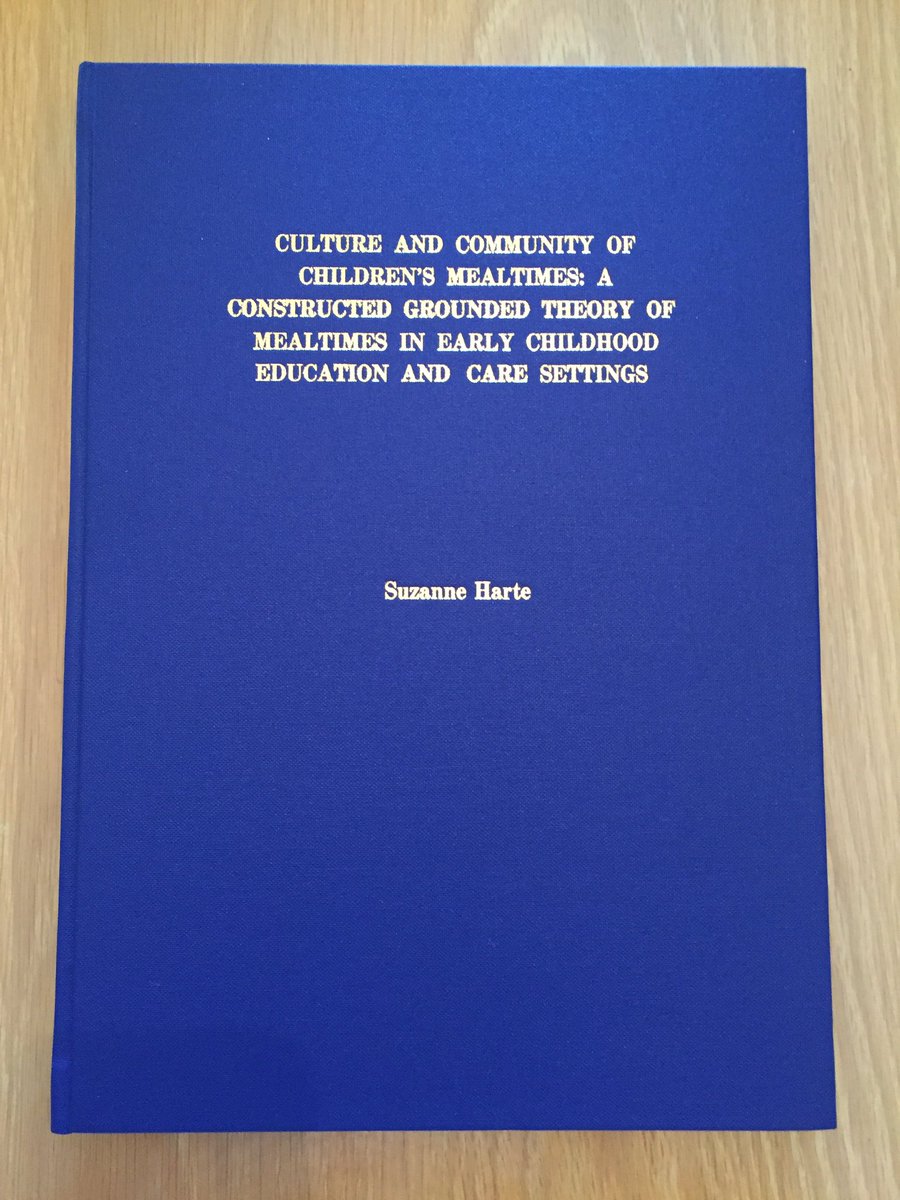 CULTURE AND COMMUNITY OF
CHILDREN'S MEALTIMES: A
CONSTRUCTED GROUNDED THEORY OF
MEALTIMES IN EARLY CHILDHOOD
EDUCATION AND CARE SETTINGS
Suzanne Harte